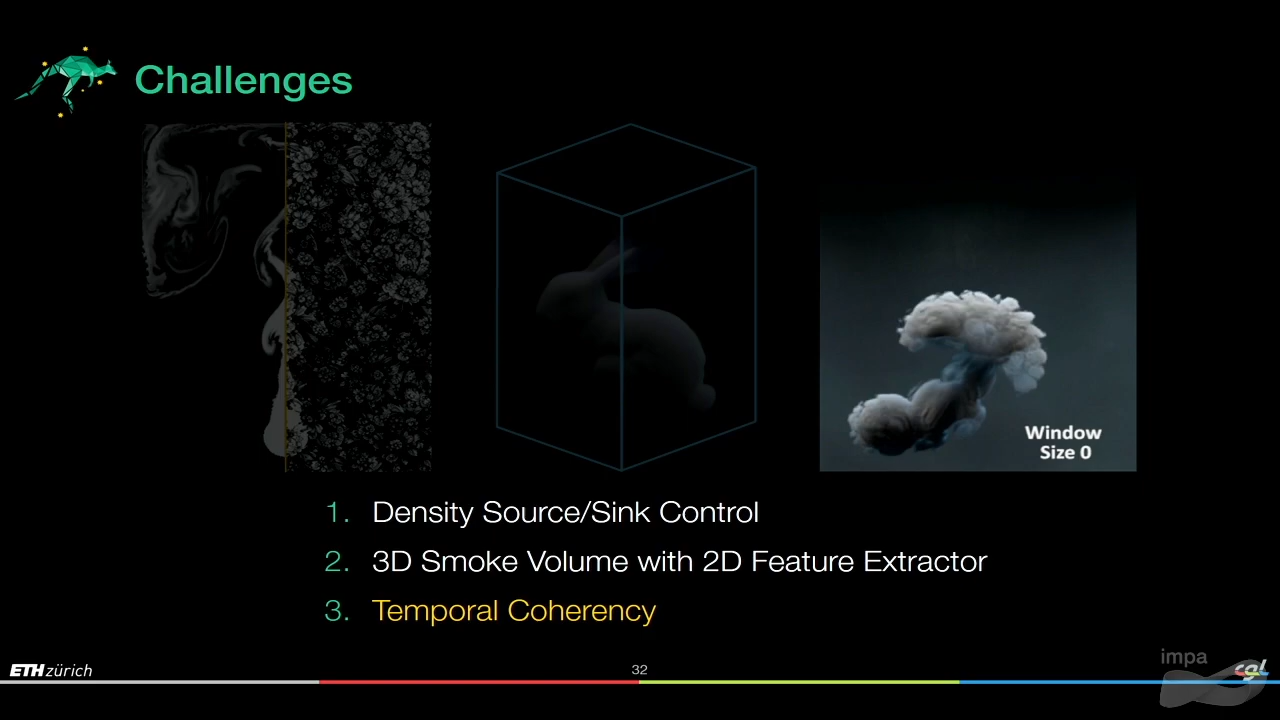 Challenges
Window
Size 0
1. Density Source/Sink Control
2. 3D Smoke Volume with 2D Feature Extractor
3. Temporal Coherency
ETH zürich
32
impa
cgl